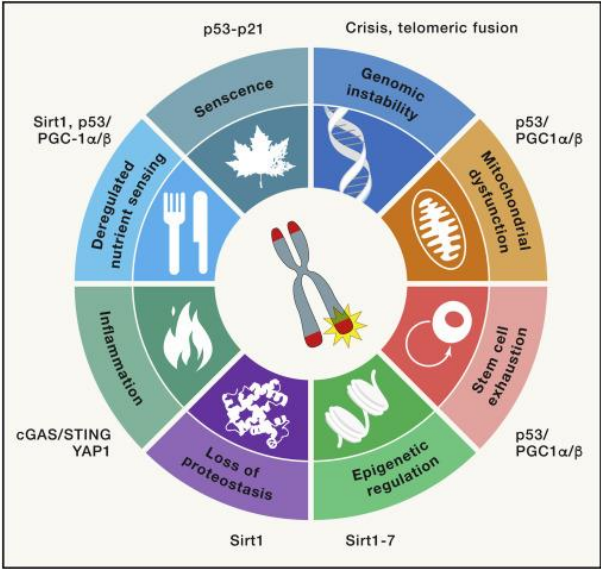 p53-p21
Crisis, telomeric fusion
Senscence
Genomic
instability
Sirt1, p53/
PGC-1α/β
p53/
PGC1α/β
Deregulated
nutrient sensing
Mitochondrial
dysfunction
Inflammation
Stem cell
exhaustion
cGAS/STING
YAP1
p53/
PGC1α/β
Loss of
proteostasis
Epigenetic
regulation
Sirt1
Sirt1-7